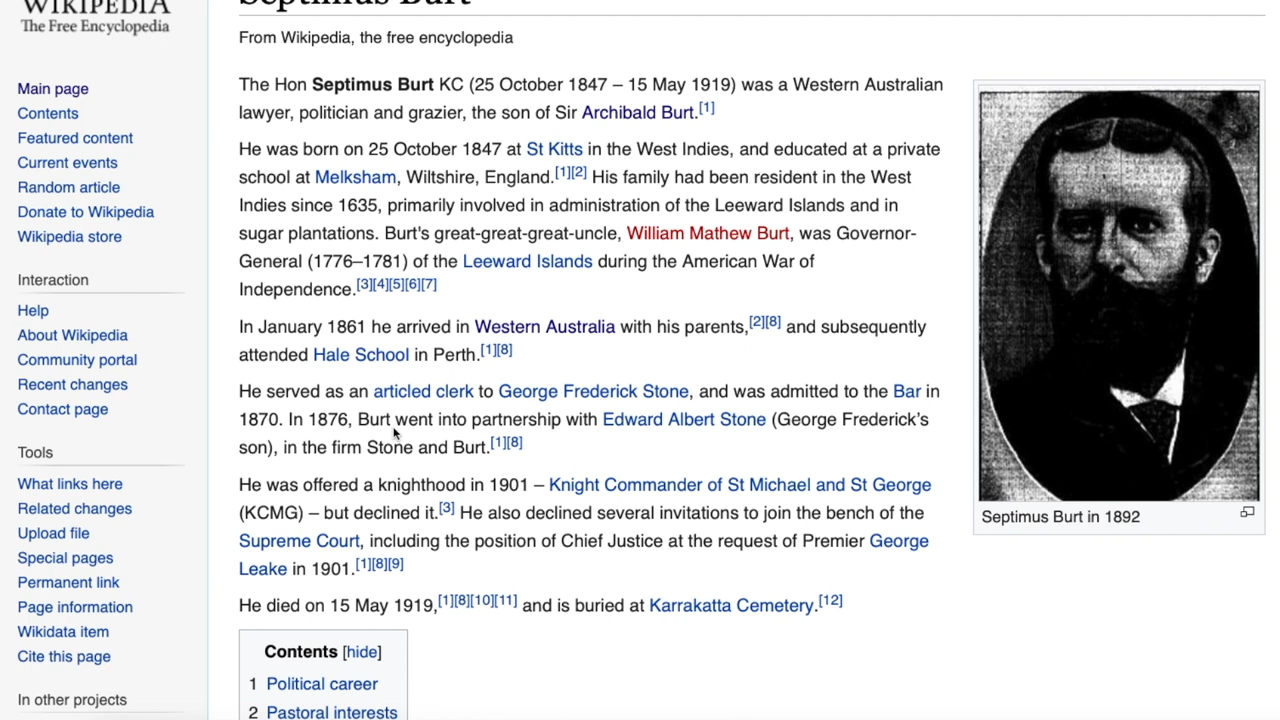 WIKIPEDIA
The Free Encyclopedia
Main page
Contents
Featured content
Current events
Random article
Donate to Wikipedia
Wikipedia store
Interaction
Help
About Wikipedia
Community portal
Recent changes
Contact page
Tools
What links here
Related changes
Upload file
Special pages
Permanent link
Page information
Wikidata item
Cite this page
In other projects
Septimus Burt
From Wikipedia, the free encyclopedia
The Hon Septimus Burt KC (25 October 1847 – 15 May 1919) was a Western Australian
lawyer, politician and grazier, the son of Sir Archibald Burt.[1]
He was born on 25 October 1847 at St Kitts in the West Indies, and educated at a private
school at Melksham, Wiltshire, England.[1][2] His family had been resident in the West
Indies since 1635, primarily involved in administration of the Leeward Islands and in
sugar plantations. Burt's great-great-great-uncle, William Mathew Burt, was Governor-
General (1776–1781) of the Leeward Islands during the American War of
Independence.[3][4][5][6][7]
In January 1861 he arrived in Western Australia with his parents,[2][8] and subsequently
attended Hale School in Perth.[1][8]
He served as an articled clerk to George Frederick Stone, and was admitted to the Bar in
1870. In 1876, Burt went into partnership with Edward Albert Stone (George Frederick's
son), in the firm Stone and Burt.[1][8]
He was offered a knighthood in 1901 – Knight Commander of St Michael and St George
(KCMG) – but declined it.[3] He also declined several invitations to join the bench of the
Supreme Court, including the position of Chief Justice at the request of Premier George
Leake in 1901.[1][8][9]
He died on 15 May 1919,[1][8][10][11] and is buried at Karrakatta Cemetery.[12]
Contents [hide]
1 Political career
2 Pastoral interests
Septimus Burt in 1892